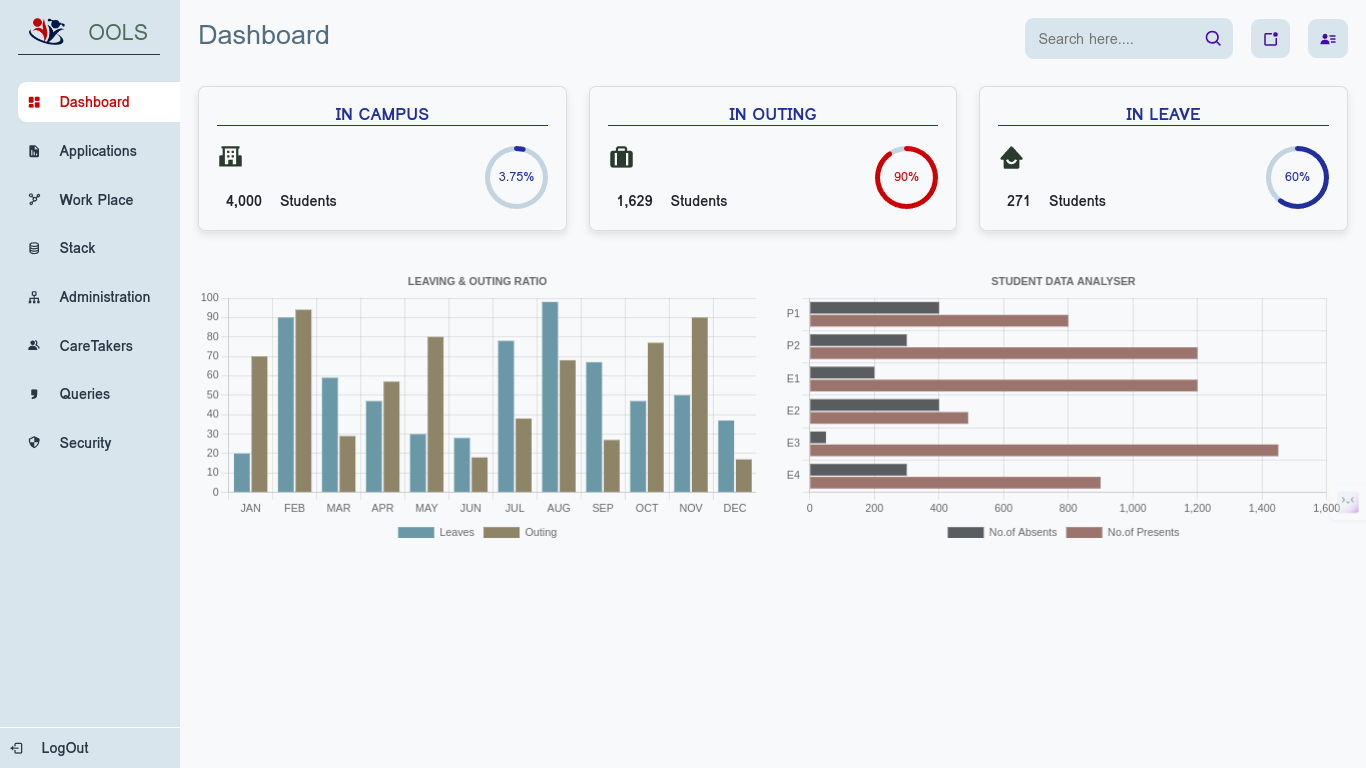 OOLS
Dashboard
Search here....
Dashboard
Applications
Work Place
Stack
Administration
CareTakers
Queries
Security
LogOut
IN CAMPUS
3.75%
4,000 Students
IN OUTING
90%
1,629 Students
IN LEAVE
60%
271 Students
LEAVING & OUTING RATIO
100
90
80
70
60
50
40
30
20
10
0
JAN FEB MAR APR MAY JUN JUL AUG SEP OCT NOV DEC
Leaves Outing
STUDENT DATA ANALYSER
P1
P2
E1
E2
E3
E4
0 200 400 600 800 1,000 1,200 1,400 1,600
No.of Absents No.of Presents